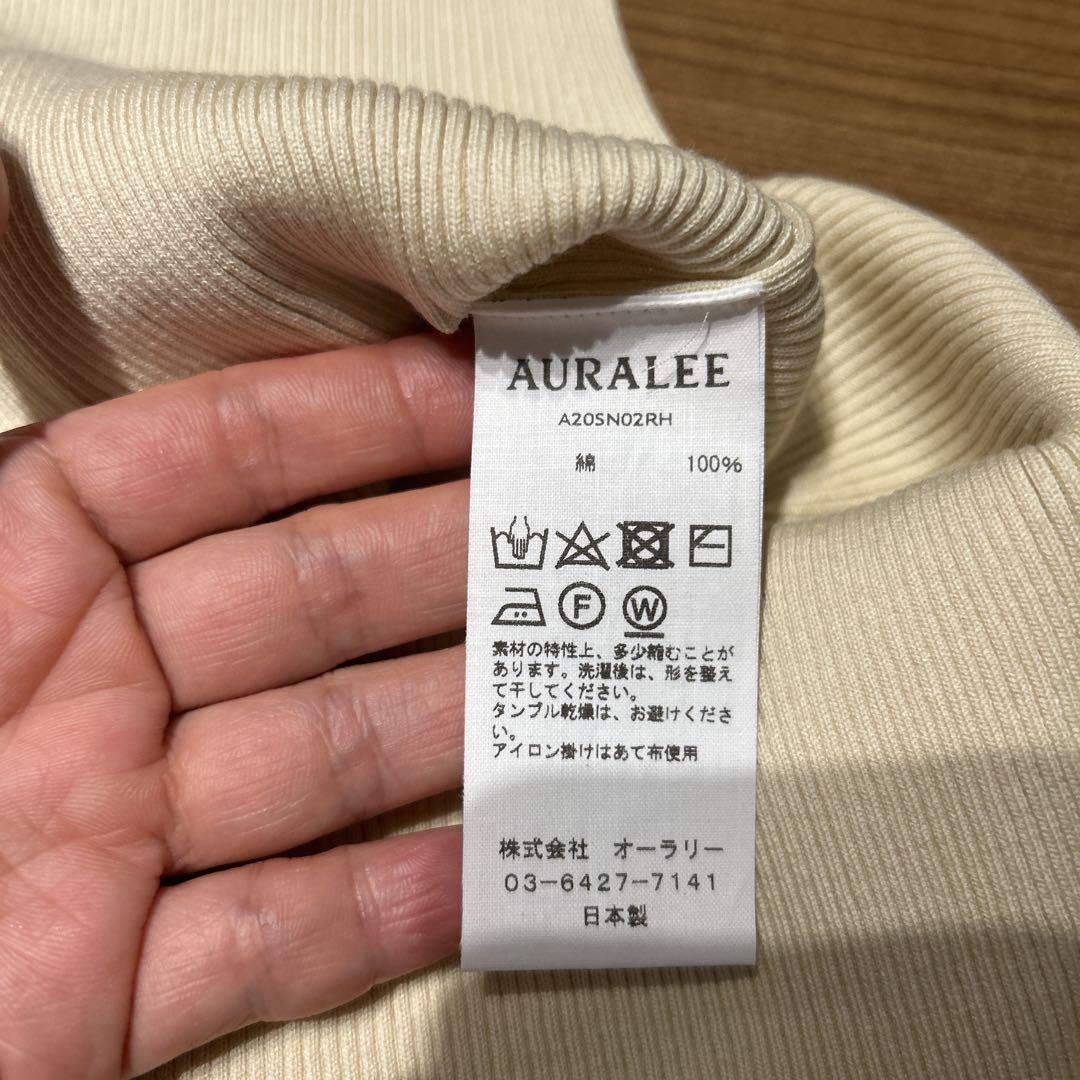 AURALEE
A20SN02RH
綿 100%
F W
素材の特性上、多少縮むことが
あります。洗濯後は、形を整え
て干してください。
タンブル乾燥は、お避けくださ
い。
アイロン掛けはあて布使用
株式会社 オーラリー
03-6427-7141
日本製